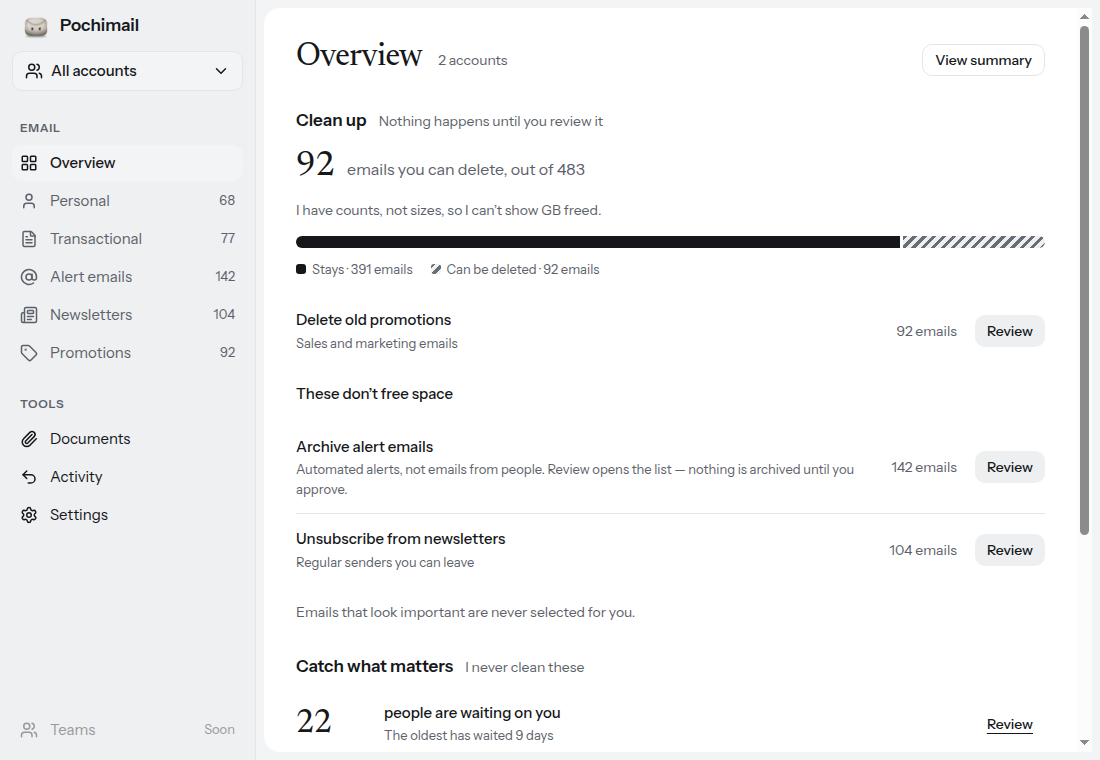 Pochimail
All accounts
EMAIL
Overview
Personal 68
Transactional 77
Alert emails 142
Newsletters 104
Promotions 92
TOOLS
Documents
Activity
Settings
Teams Soon
Overview 2 accounts View summary
Clean up Nothing happens until you review it
92 emails you can delete, out of 483
I have counts, not sizes, so I can’t show GB freed.
Stays · 391 emails Can be deleted · 92 emails
Delete old promotions
Sales and marketing emails
92 emails Review
These don’t free space
Archive alert emails
Automated alerts, not emails from people. Review opens the list — nothing is archived until you
approve.
142 emails Review
Unsubscribe from newsletters
Regular senders you can leave
104 emails Review
Emails that look important are never selected for you.
Catch what matters I never clean these
22 people are waiting on you
The oldest has waited 9 days
Review